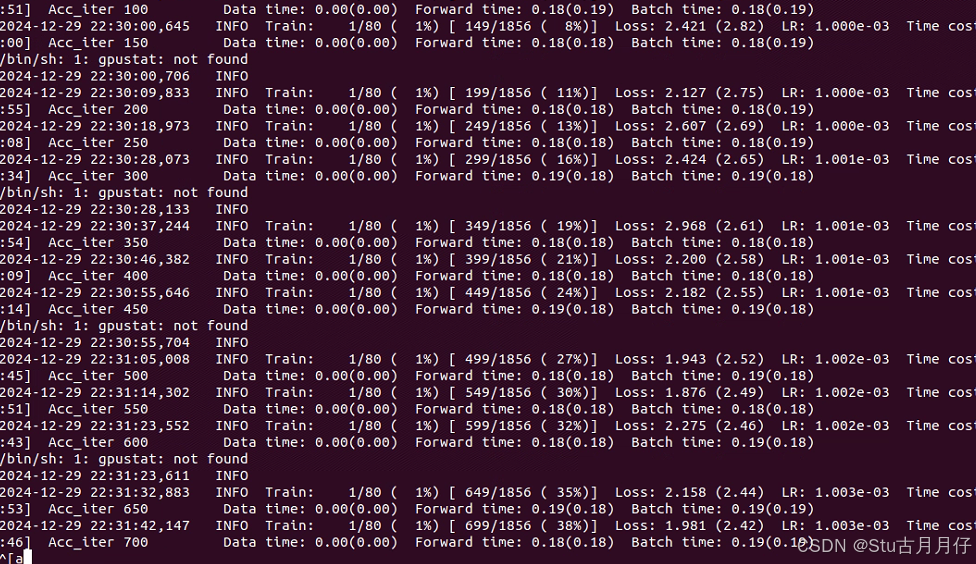 :51]  Acc_iter 100         Data time: 0.00(0.00)  Forward time: 0.18(0.19)  Batch time: 0.18(0.19)
2024-12-29 22:30:00,645   INFO  Train:    1/80 (  1%) [ 149/1856 (  8%)]  Loss: 2.421 (2.82)  LR: 1.000e-03  Time cost
:00]  Acc_iter 150         Data time: 0.00(0.00)  Forward time: 0.18(0.18)  Batch time: 0.18(0.19)
/bin/sh: 1: gpustat: not found
2024-12-29 22:30:00,706   INFO
2024-12-29 22:30:09,833   INFO  Train:    1/80 (  1%) [ 199/1856 ( 11%)]  Loss: 2.127 (2.75)  LR: 1.000e-03  Time cost
:55]  Acc_iter 200         Data time: 0.00(0.00)  Forward time: 0.18(0.18)  Batch time: 0.18(0.19)
2024-12-29 22:30:18,973   INFO  Train:    1/80 (  1%) [ 249/1856 ( 13%)]  Loss: 2.607 (2.69)  LR: 1.000e-03  Time cost
:08]  Acc_iter 250         Data time: 0.00(0.00)  Forward time: 0.18(0.18)  Batch time: 0.18(0.19)
2024-12-29 22:30:28,073   INFO  Train:    1/80 (  1%) [ 299/1856 ( 16%)]  Loss: 2.424 (2.65)  LR: 1.001e-03  Time cost
:34]  Acc_iter 300         Data time: 0.00(0.00)  Forward time: 0.19(0.18)  Batch time: 0.19(0.18)
/bin/sh: 1: gpustat: not found
2024-12-29 22:30:28,133   INFO
2024-12-29 22:30:37,244   INFO  Train:    1/80 (  1%) [ 349/1856 ( 19%)]  Loss: 2.968 (2.61)  LR: 1.001e-03  Time cost
:54]  Acc_iter 350         Data time: 0.00(0.00)  Forward time: 0.18(0.18)  Batch time: 0.18(0.18)
2024-12-29 22:30:46,382   INFO  Train:    1/80 (  1%) [ 399/1856 ( 21%)]  Loss: 2.200 (2.58)  LR: 1.001e-03  Time cost
:09]  Acc_iter 400         Data time: 0.00(0.00)  Forward time: 0.18(0.18)  Batch time: 0.18(0.18)
2024-12-29 22:30:55,646   INFO  Train:    1/80 (  1%) [ 449/1856 ( 24%)]  Loss: 2.182 (2.55)  LR: 1.001e-03  Time cost
:14]  Acc_iter 450         Data time: 0.00(0.00)  Forward time: 0.19(0.18)  Batch time: 0.19(0.18)
/bin/sh: 1: gpustat: not found
2024-12-29 22:30:55,704   INFO
2024-12-29 22:31:05,008   INFO  Train:    1/80 (  1%) [ 499/1856 ( 27%)]  Loss: 1.943 (2.52)  LR: 1.002e-03  Time cost
:45]  Acc_iter 500         Data time: 0.00(0.00)  Forward time: 0.18(0.18)  Batch time: 0.19(0.18)
2024-12-29 22:31:14,302   INFO  Train:    1/80 (  1%) [ 549/1856 ( 30%)]  Loss: 1.876 (2.49)  LR: 1.002e-03  Time cost
:51]  Acc_iter 550         Data time: 0.00(0.00)  Forward time: 0.18(0.18)  Batch time: 0.18(0.18)
2024-12-29 22:31:23,552   INFO  Train:    1/80 (  1%) [ 599/1856 ( 32%)]  Loss: 2.275 (2.46)  LR: 1.002e-03  Time cost
:43]  Acc_iter 600         Data time: 0.00(0.00)  Forward time: 0.18(0.18)  Batch time: 0.19(0.18)
/bin/sh: 1: gpustat: not found
2024-12-29 22:31:23,611   INFO
2024-12-29 22:31:32,883   INFO  Train:    1/80 (  1%) [ 649/1856 ( 35%)]  Loss: 2.158 (2.44)  LR: 1.003e-03  Time cost
:53]  Acc_iter 650         Data time: 0.00(0.00)  Forward time: 0.19(0.18)  Batch time: 0.19(0.19)
2024-12-29 22:31:42,147   INFO  Train:    1/80 (  1%) [ 699/1856 ( 38%)]  Loss: 1.981 (2.42)  LR: 1.003e-03  Time cost
:46]  Acc_iter 700         Data time: 0.00(0.00)  Forward time: 0.18(0.18)  Batch time: 0.19(0.19)
^[a
CSDN @Stu古月月仔